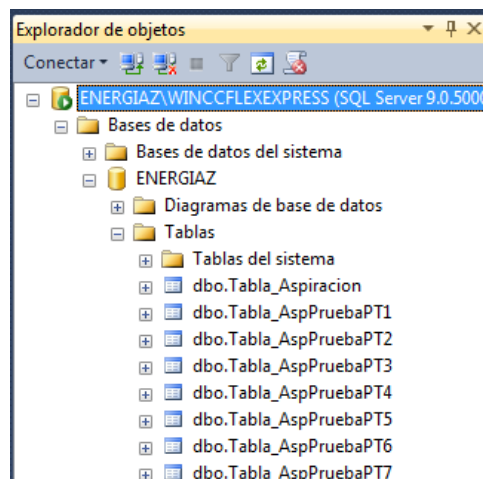 Explorador de objetos
Conectar
ENERGIAZ\WINCCFLEXEXPRESS (SQL Server 9.0.5000
Bases de datos
Bases de datos del sistema
ENERGIAZ
Diagramas de base de datos
Tablas
Tablas del sistema
dbo.Tabla_Aspiracion
dbo.Tabla_AspPruebaPT1
dbo.Tabla_AspPruebaPT2
dbo.Tabla_AspPruebaPT3
dbo.Tabla_AspPruebaPT4
dbo.Tabla_AspPruebaPT5
dbo.Tabla_AspPruebaPT6
dbo.Tabla_AspPruebaPT7